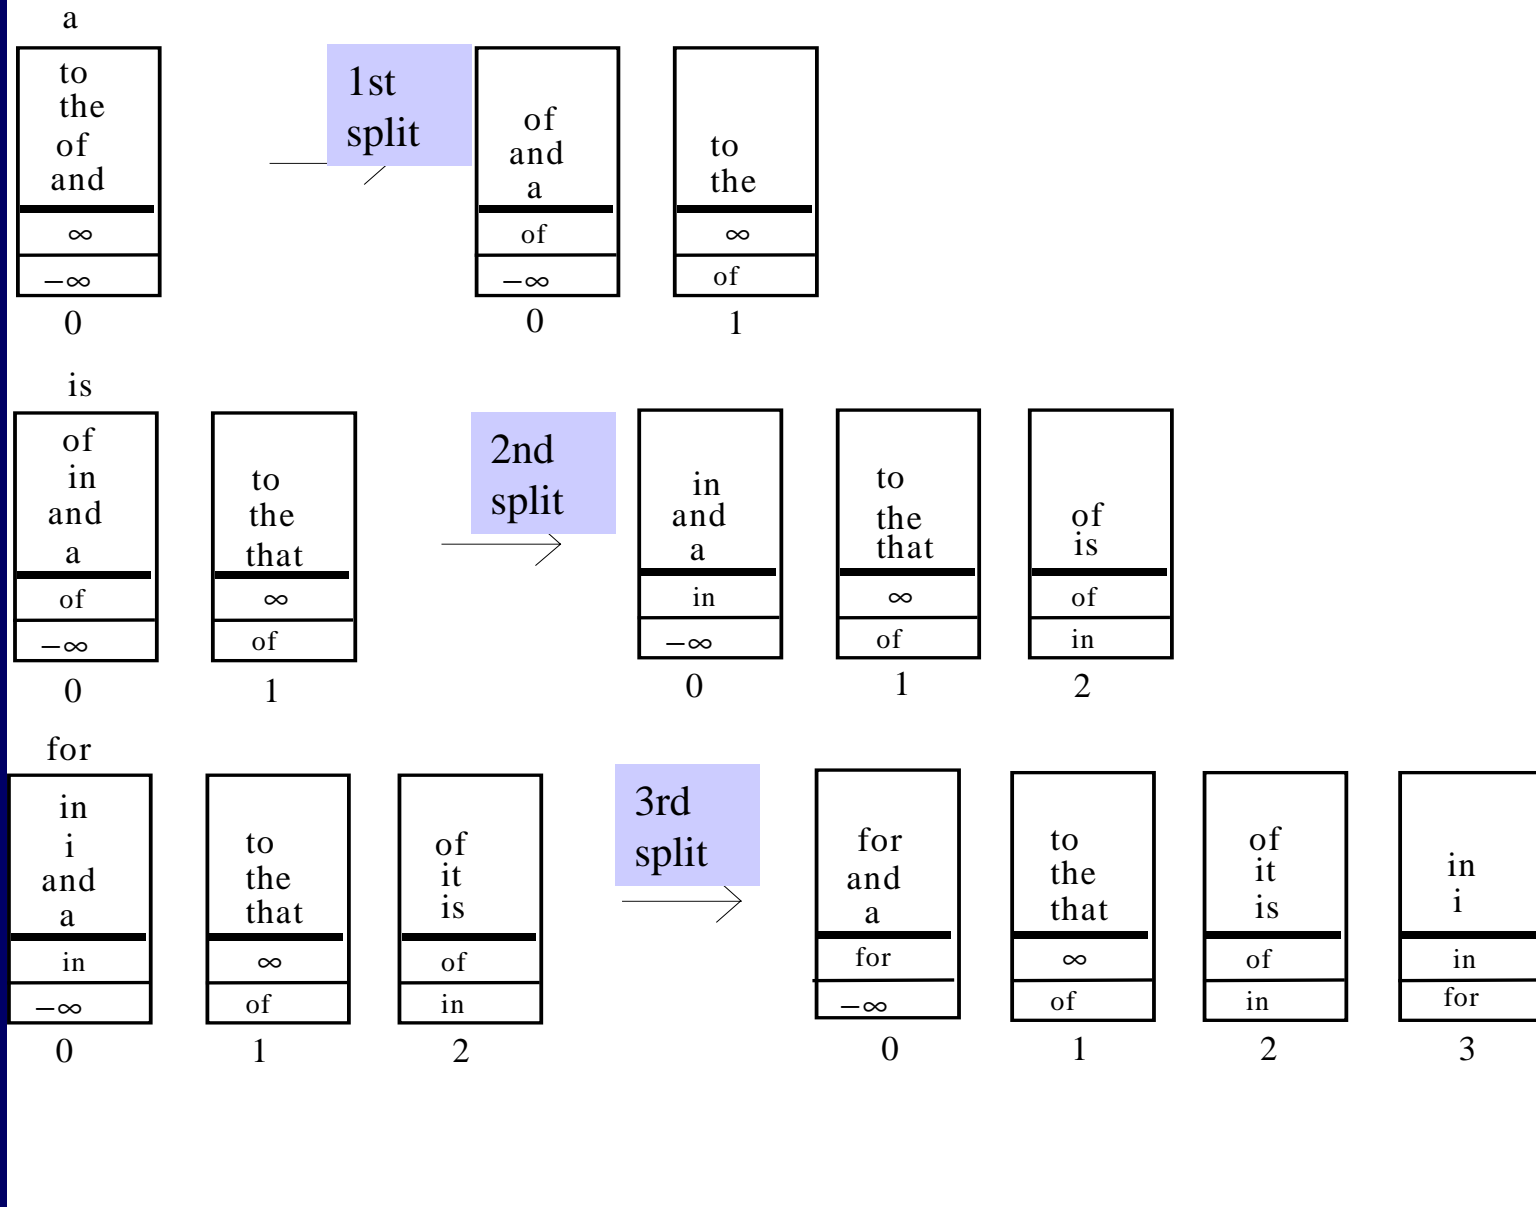 a
to
the
of
and
∞
−∞
0
1st
split
of
and
a
of
−∞
0
to
the
∞
of
1
is
of
in
and
a
of
−∞
0
to
the
that
∞
of
1
2nd
split
in
and
a
in
−∞
0
to
the
that
∞
of
1
of
is
of
in
2
for
in
i
and
a
in
−∞
0
to
the
that
∞
of
1
of
it
is
of
in
2
3rd
split
for
and
a
for
−∞
0
to
the
that
∞
of
1
of
it
is
of
in
2
in
i
in
for
3